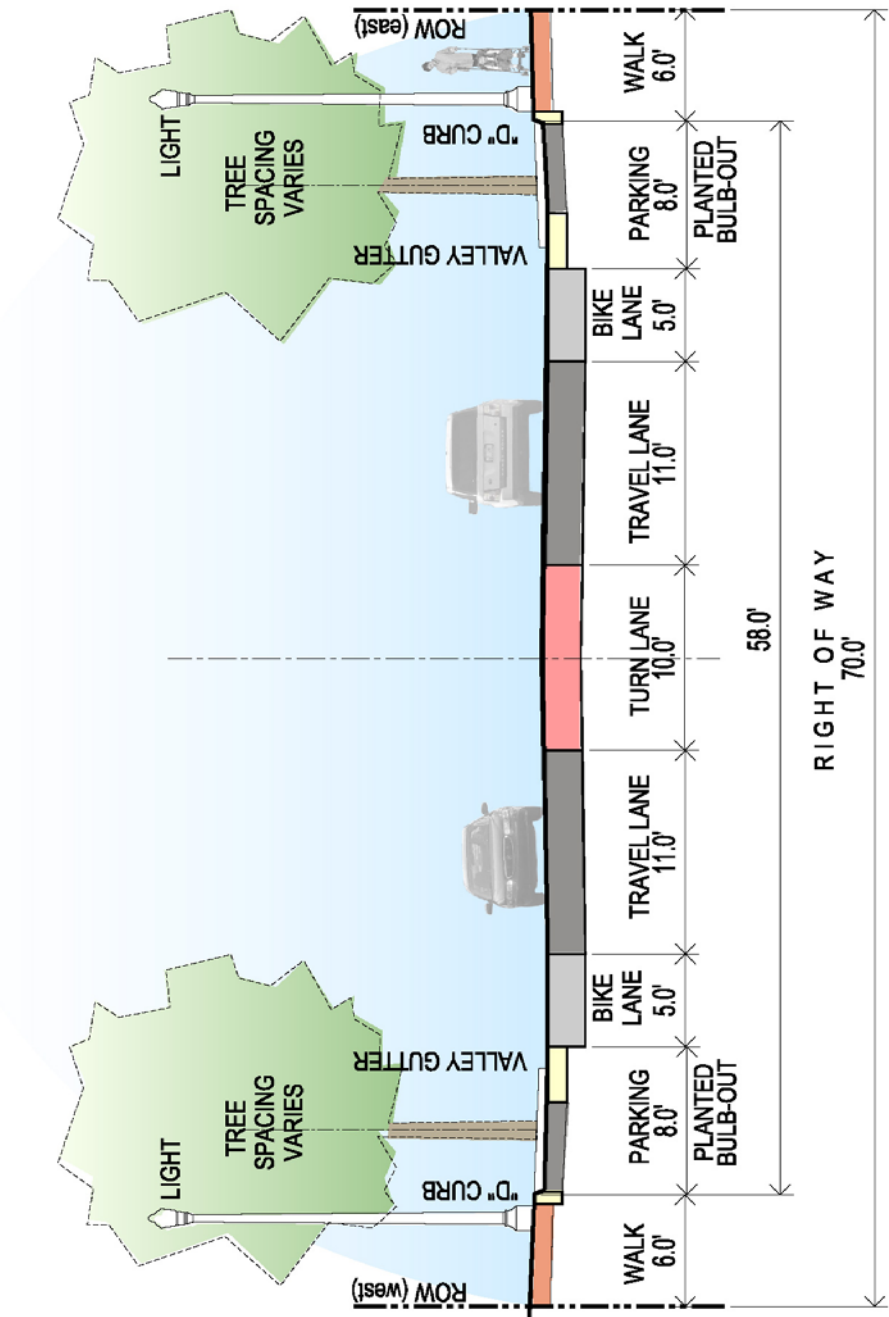 ROW (west)
LIGHT
TREE
SPACING
VARIES
"D" CURB
VALLEY GUTTER
VALLEY GUTTER
LIGHT
TREE
SPACING
VARIES
"D" CURB
ROW (east)
WALK
6.0'
PARKING
8.0'
PLANTED
BULB-OUT
BIKE
LANE
5.0'
TRAVEL LANE
11.0'
TURN LANE
10.0'
TRAVEL LANE
11.0'
BIKE
LANE
5.0'
PARKING
8.0'
PLANTED
BULB-OUT
WALK
6.0'
58.0'
RIGHT OF WAY
70.0'